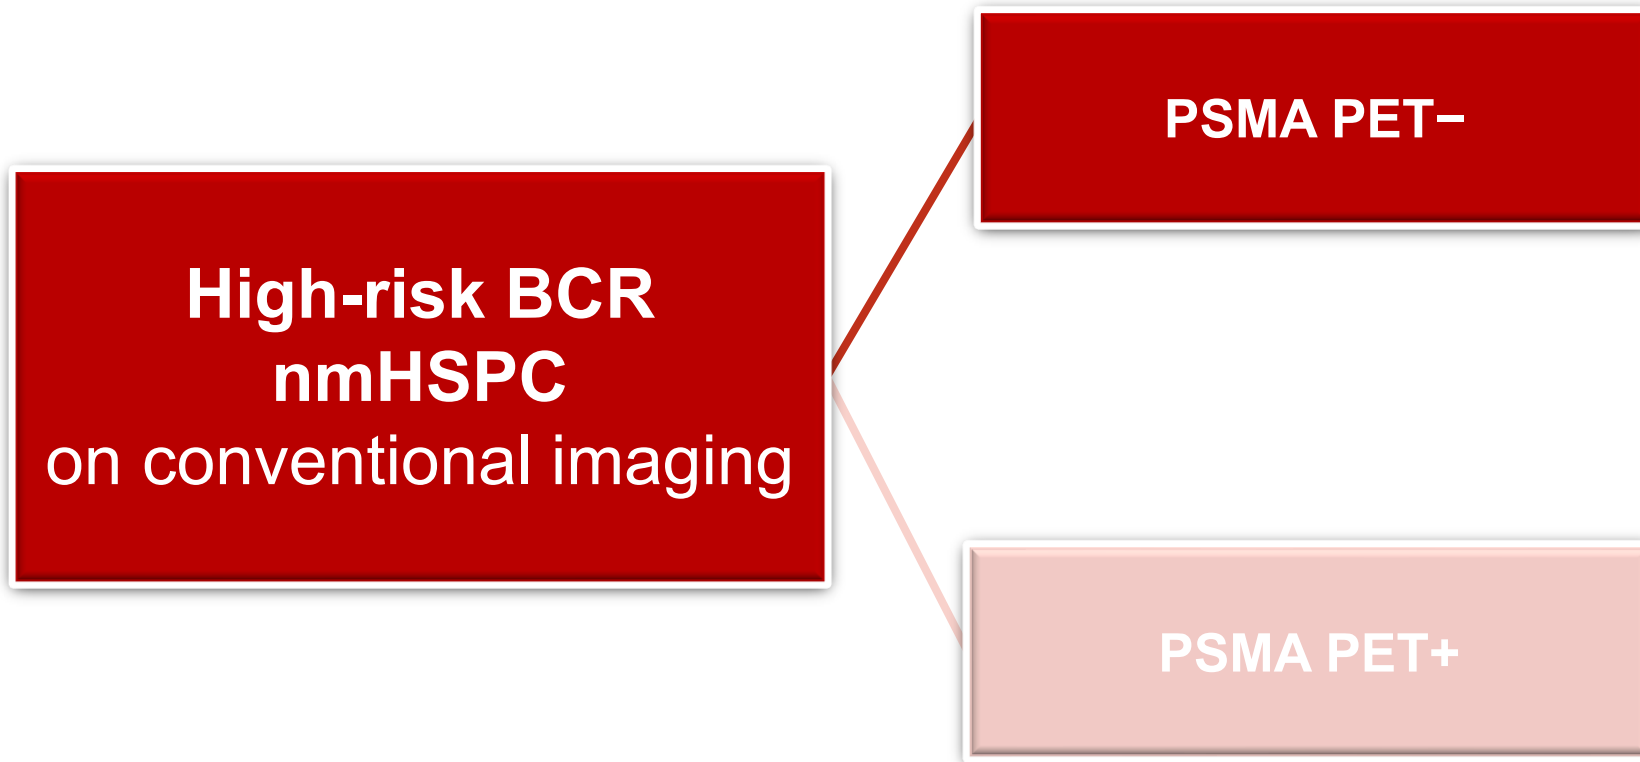 PSMA PET−
High-risk BCR
nmHSPC
on conventional imaging
PSMA PET+